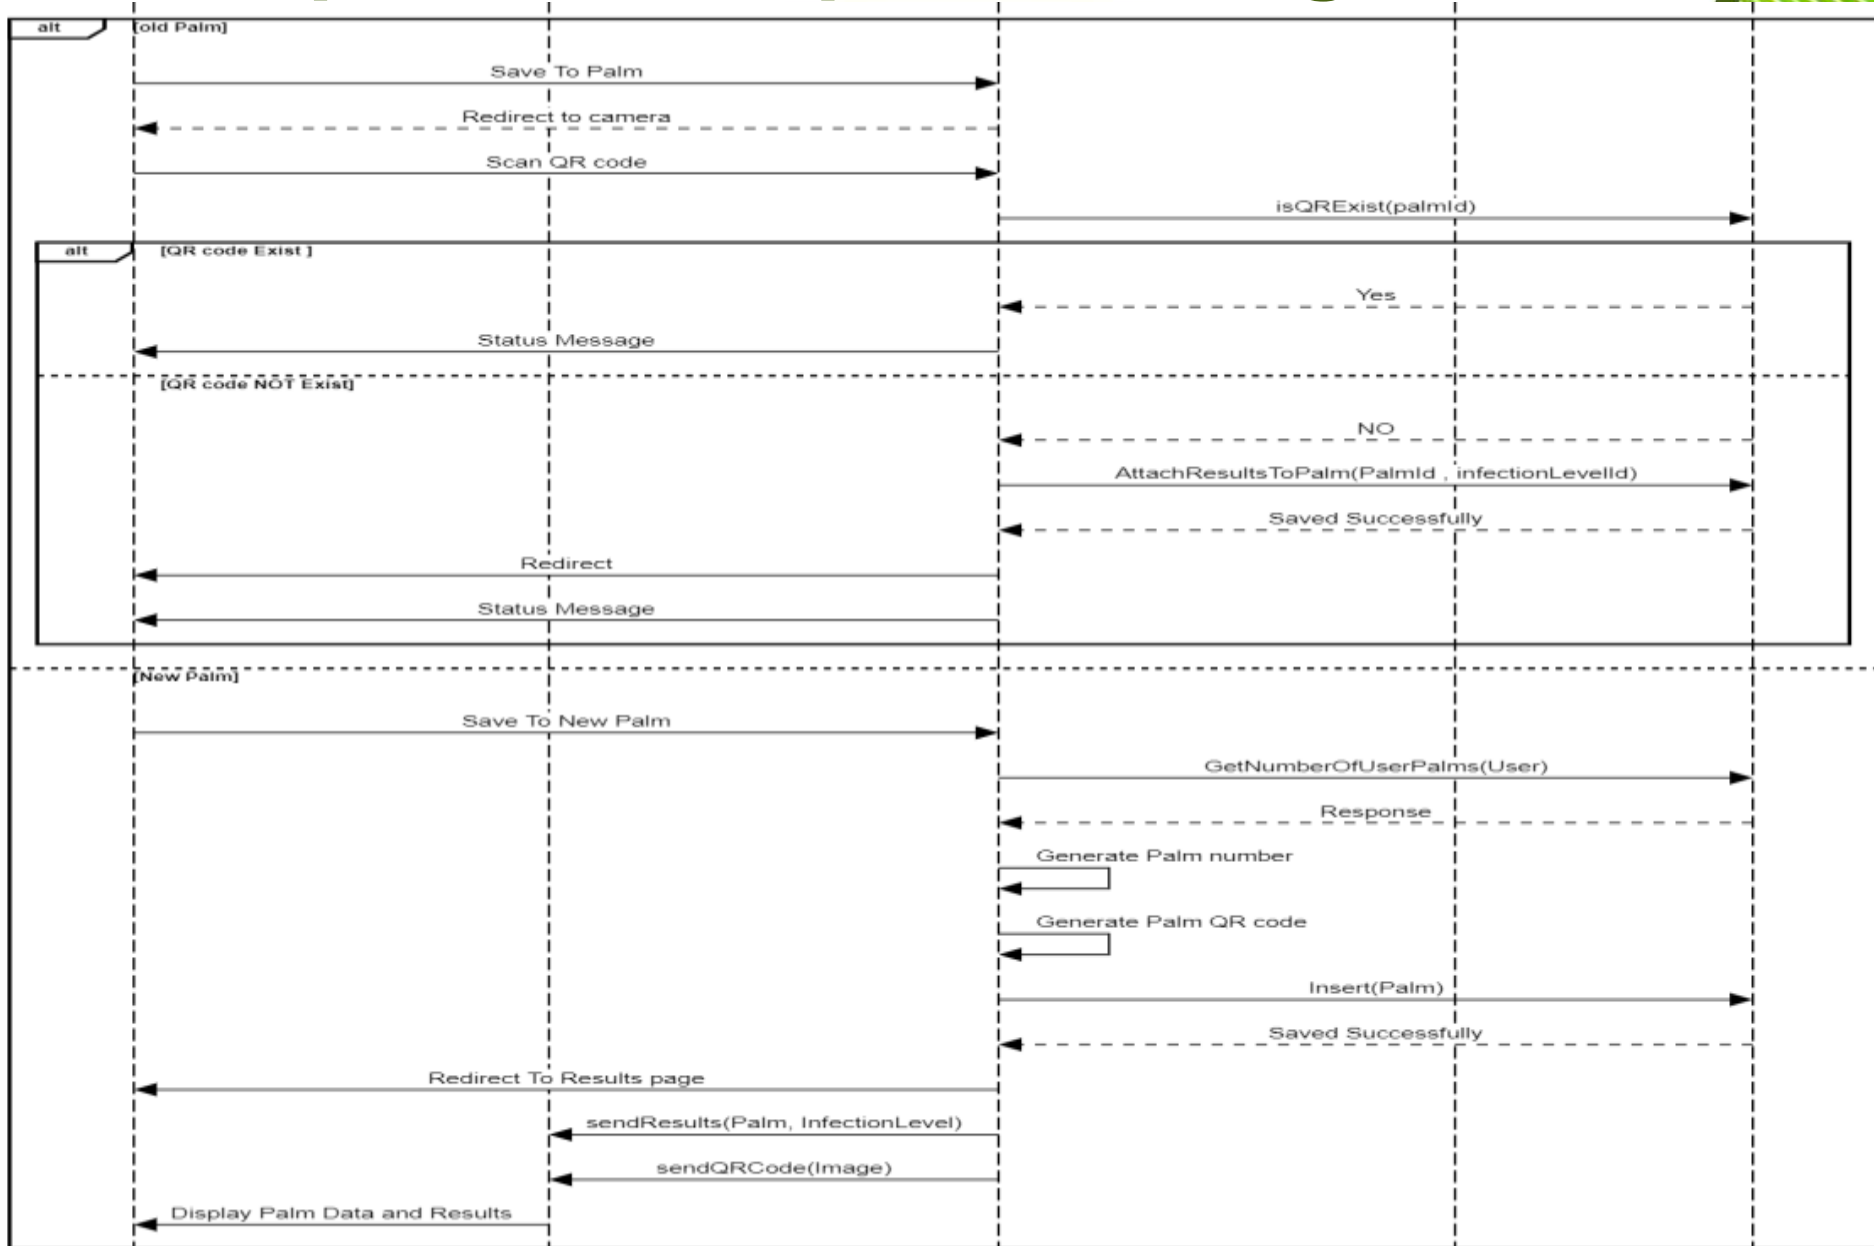 alt
[old Palm]
Save To Palm
Redirect to camera
Scan QR code
isQRExist(palmId)
alt
[QR code Exist ]
Yes
Status Message
[QR code NOT Exist]
NO
AttachResultsToPalm(PalmId , infectionLevelId)
Saved Successfully
Redirect
Status Message
[New Palm]
Save To New Palm
GetNumberOfUserPalms(User)
Response
Generate Palm number
Generate Palm QR code
Insert(Palm)
Saved Successfully
Redirect To Results page
sendResults(Palm, InfectionLevel)
sendQRCode(Image)
Display Palm Data and Results